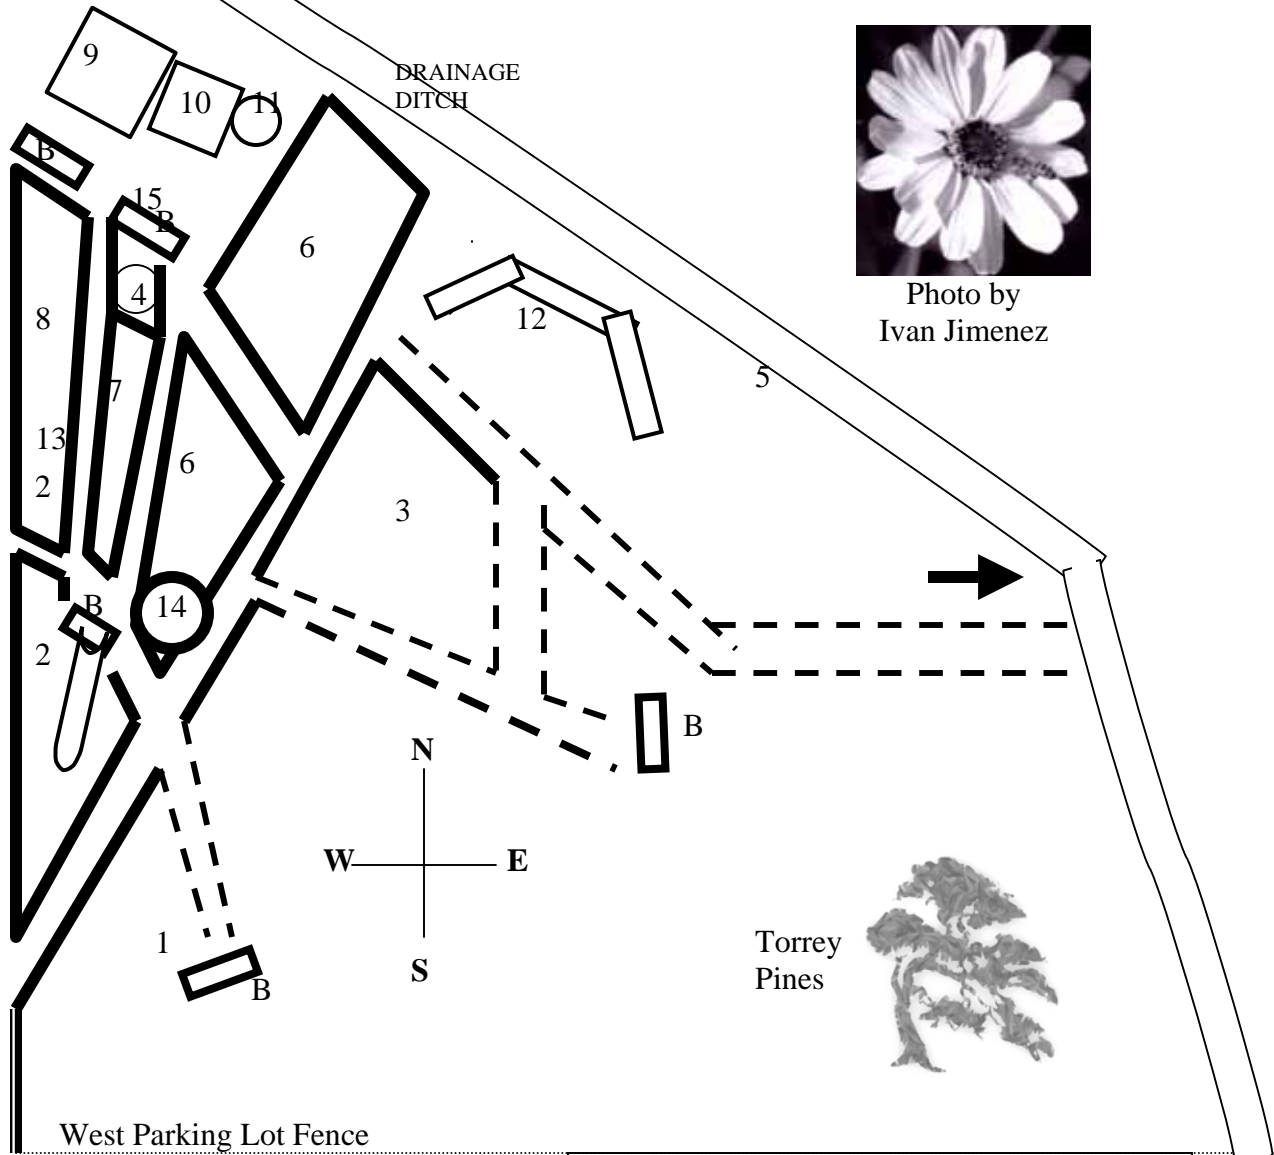 9
DRAINAGE
10
11
DITCH
B
15
B
6
4
Photo by
8
12
Ivan Jimenez
5
7
13
6
2
3
B
14
2
B
N
W
E
1
Torrey
S
Pines
B
West Parking Lot Fence